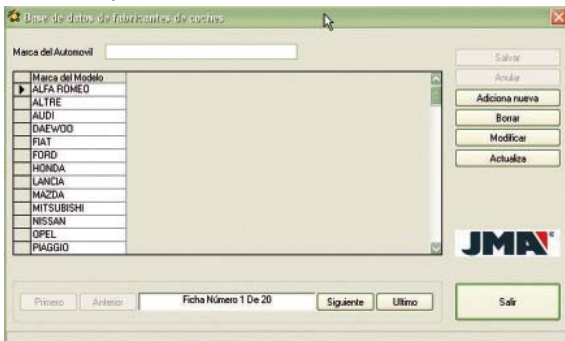 Base de datos de fabricantes de coches
Marca del Automovil
Salvar
Anular
Adiciona nueva
Borrar
Modificar
Actualiza
Marca del Modelo
ALFA ROMEO
ALTRE
AUDI
DAEWOO
FIAT
FORD
HONDA
LANCIA
MAZDA
MITSUBISHI
NISSAN
OPEL
PIAGGIO
JMA
Primero
Anterior
Ficha Número 1 De 20
Siguiente
Ultimo
Salir